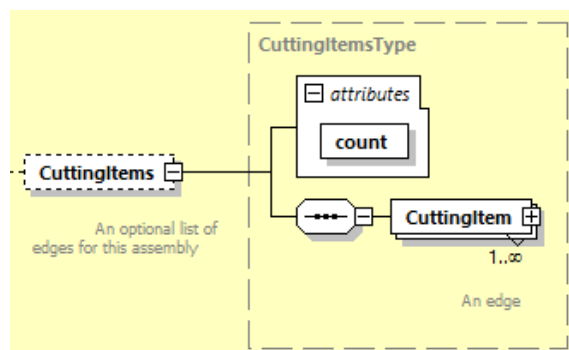 CuttingItemsType
attributes
count
CuttingItems
CuttingItem
1..∞
An optional list of
edges for this assembly
An edge